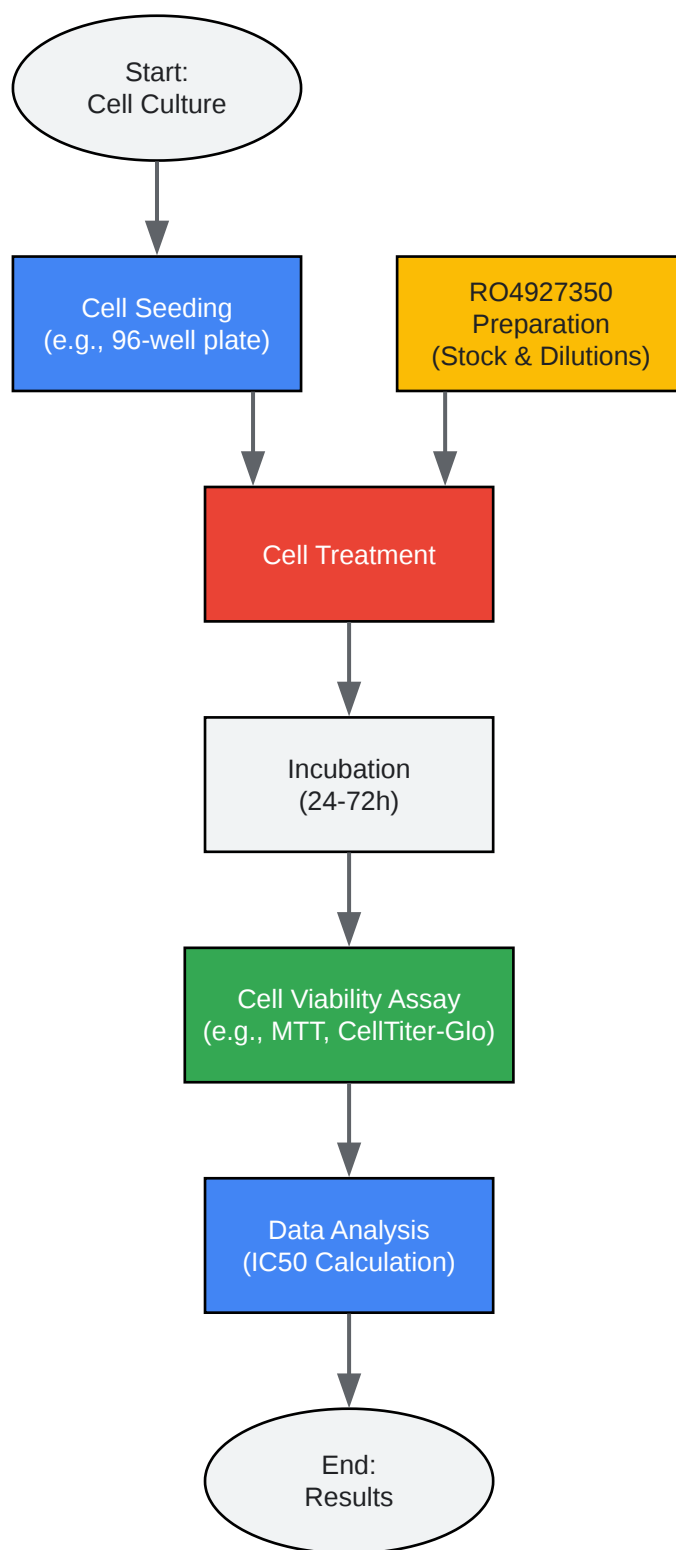 Start:
Cell Culture
Cell Seeding
(e.g., 96-well plate)
RO4927350
Preparation
(Stock & Dilutions)
Cell Treatment
Incubation
(24-72h)
Cell Viability Assay
(e.g., MTT, CellTiter-Glo)
Data Analysis
(IC50 Calculation)
End:
Results